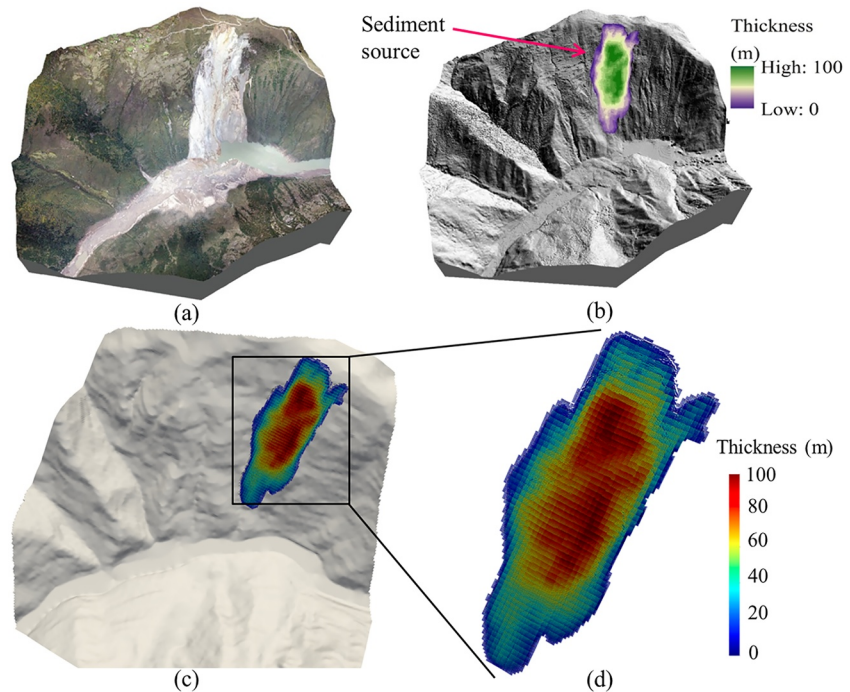 Sediment
source
Thickness
(m)
High: 100
Low: 0
(a)
(b)
Thickness (m)
100
80
60
40
20
0
(c)
(d)